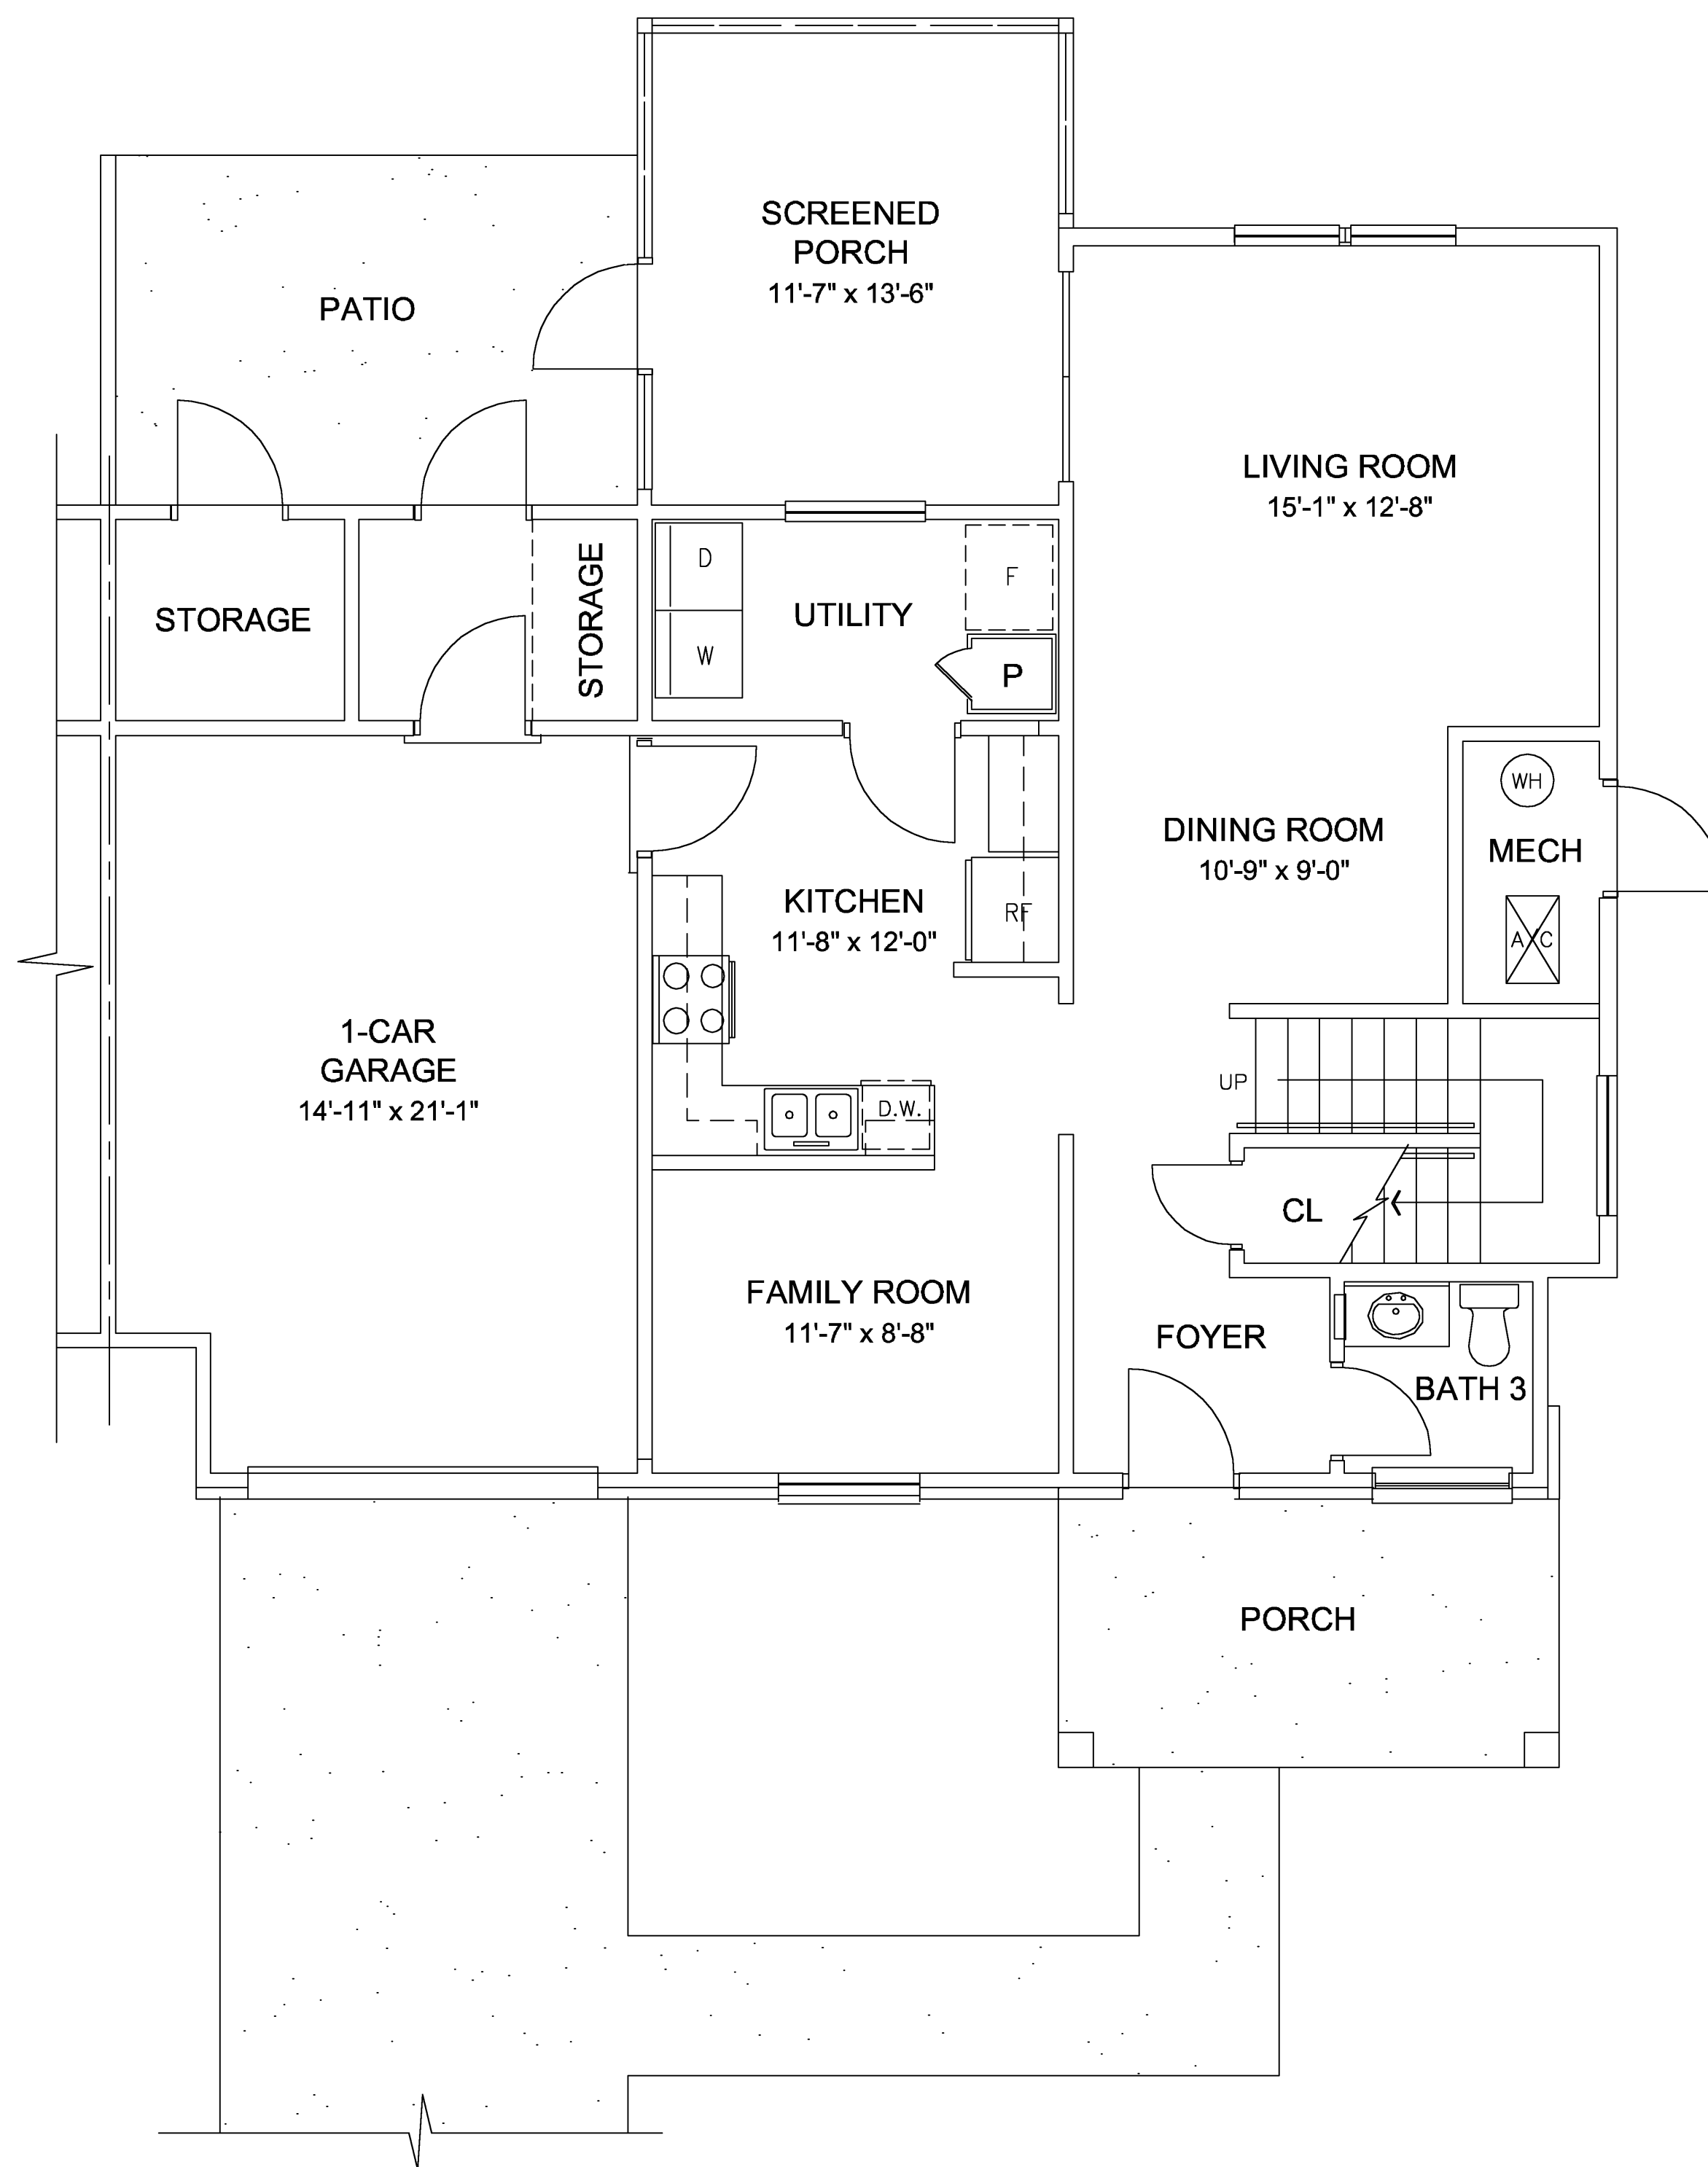 SCREENED
PORCH
11'-7" x 13'-6"
PATIO
LIVING ROOM
15'-1" x 12'-8"
D
F
STORAGE
STORAGE
UTILITY
W
P
WH
DINING ROOM
10'-9" x 9'-0"
MECH
KITCHEN
11'-8" x 12'-0"
RF
A/C
1-CAR
GARAGE
14'-11" x 21'-1"
UP
D.W.
CL
FAMILY ROOM
11'-7" x 8'-8"
FOYER
BATH 3
PORCH